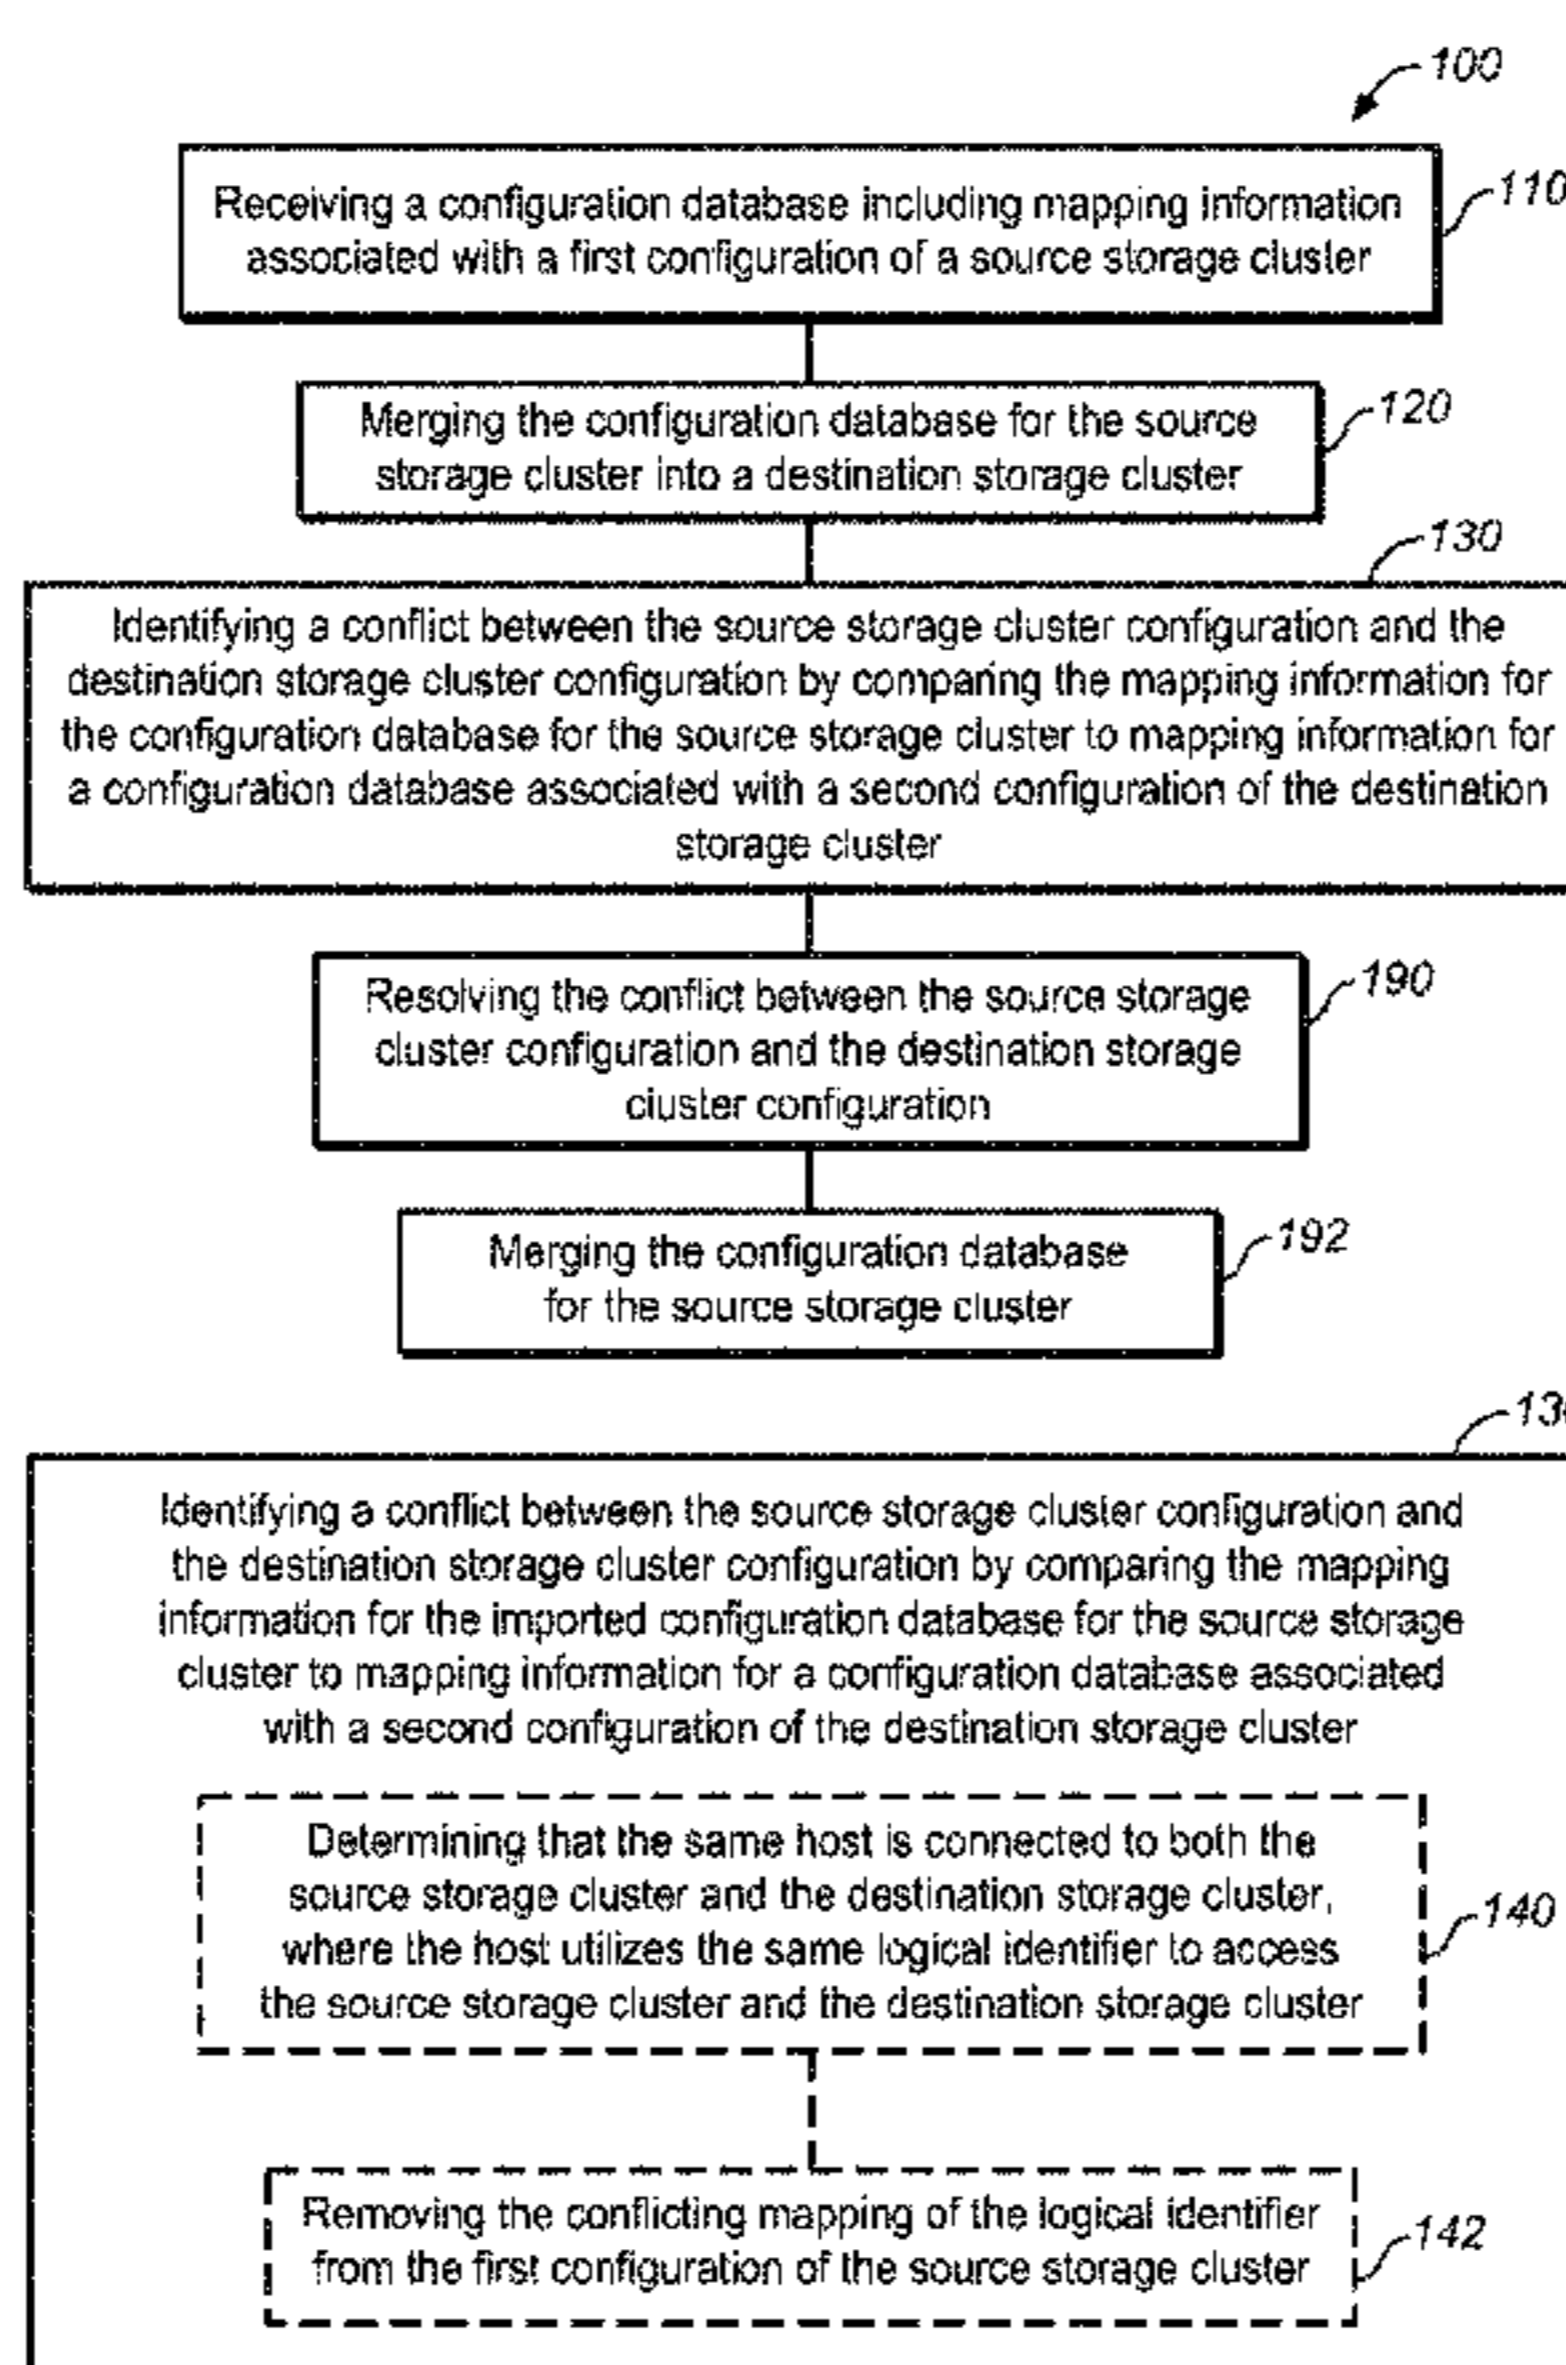 100
Receiving a configuration database including mapping information
associated with a first configuration of a source storage cluster
110
Merging the configuration database for the source
storage cluster into a destination storage cluster
120
130
Identifying a conflict between the source storage cluster configuration and the
destination storage cluster configuration by comparing the mapping information for
the configuration database for the source storage cluster to mapping information for
a configuration database associated with a second configuration of the destination
storage cluster
Resolving the conflict between the source storage
cluster configuration and the destination storage
cluster configuration
190
Merging the configuration database
for the source storage cluster
192
Identifying a conflict between the source storage cluster configuration and
the destination storage cluster configuration by comparing the mapping
information for the imported configuration database for the source storage
cluster to mapping information for a configuration database associated
with a second configuration of the destination storage cluster
Determining that the same host is connected to both the
source storage cluster and the destination storage cluster,
where the host utilizes the same logical identifier to access
the source storage cluster and the destination storage cluster
140
Removing the conflicting mapping of the logical identifier
from the first configuration of the source storage cluster
142